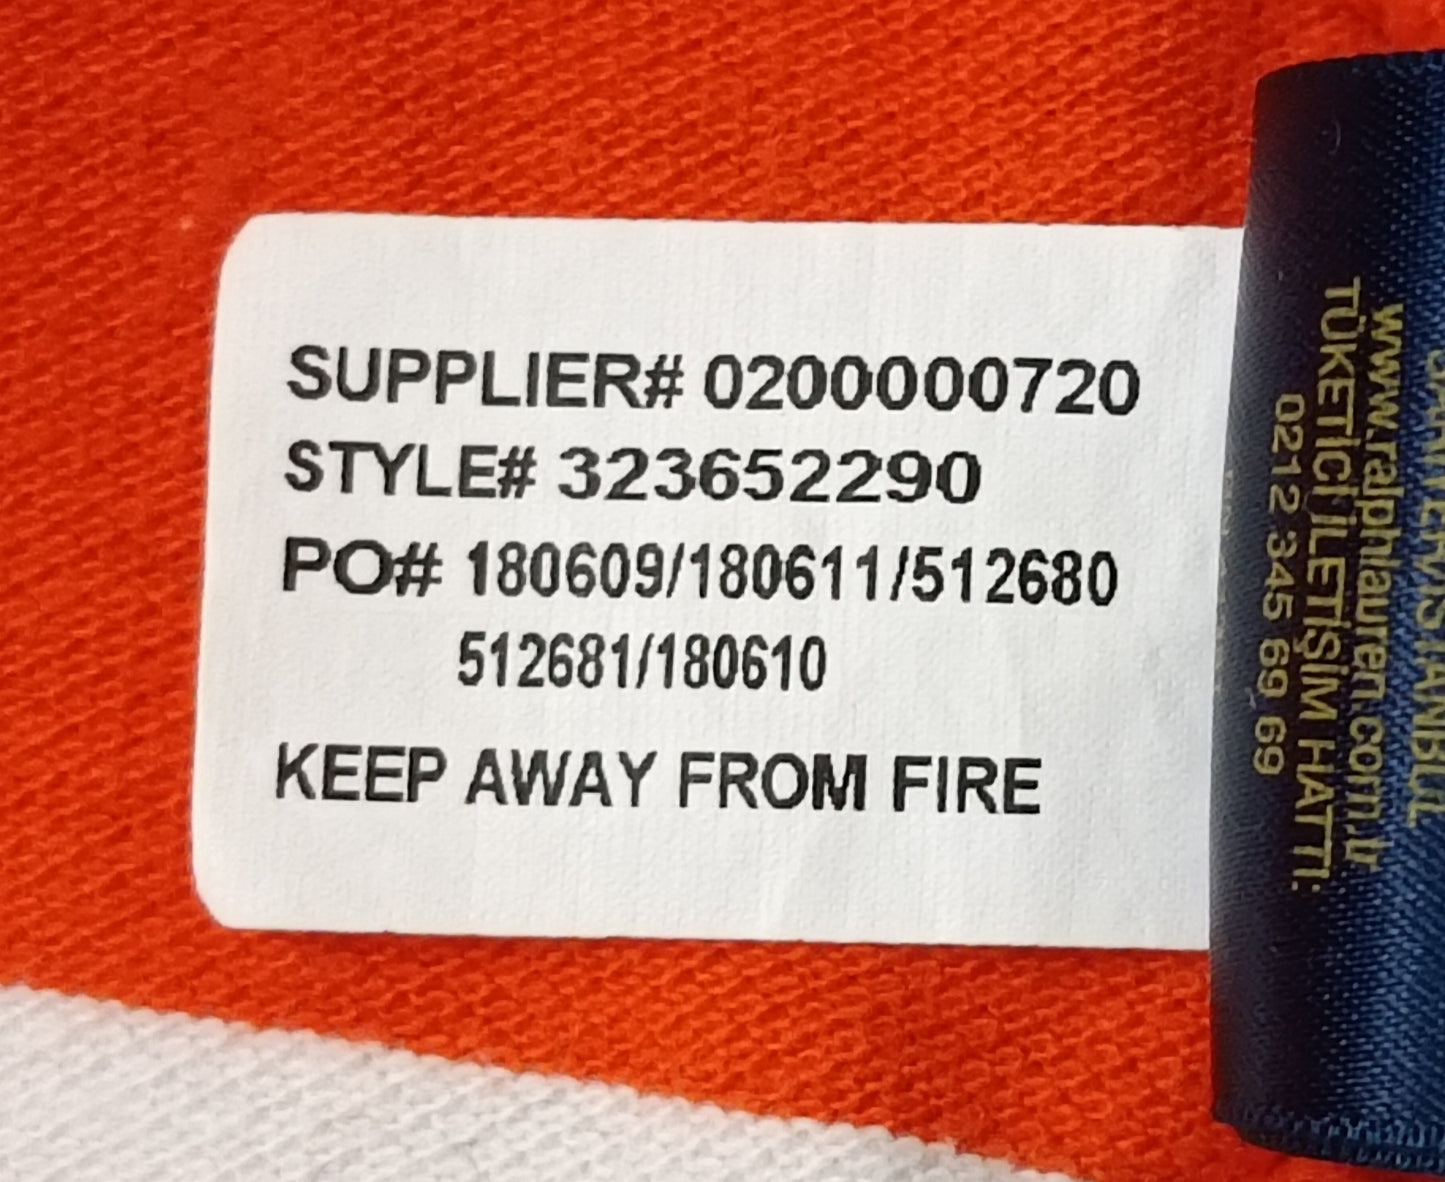 SUPPLIER# 0200000720
STYLE# 323652290
PO# 180609/180611/512680
512681/180610
KEEP AWAY FROM FIRE
www.ralphlauren.com.tr
TÜKETİCİ İLETİŞİM HATTI:
0212 345 69 69